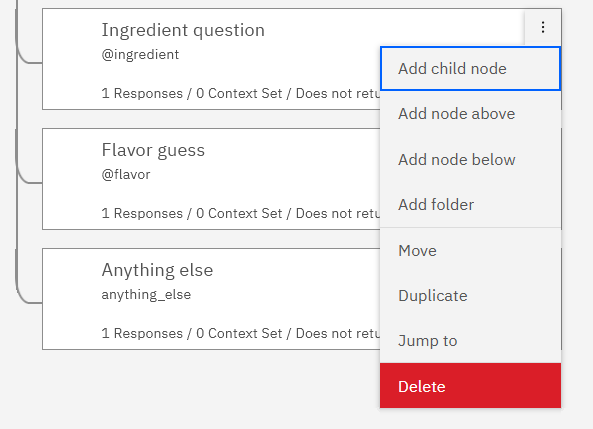 Ingredient question
@ingredient
1 Responses / 0 Context Set / Does not retu
Add child node
Add node above
Add node below
Add folder
Move
Duplicate
Jump to
Delete
Flavor guess
@flavor
1 Responses / 0 Context Set / Does not retu
Anything else
anything_else
1 Responses / 0 Context Set / Does not retu